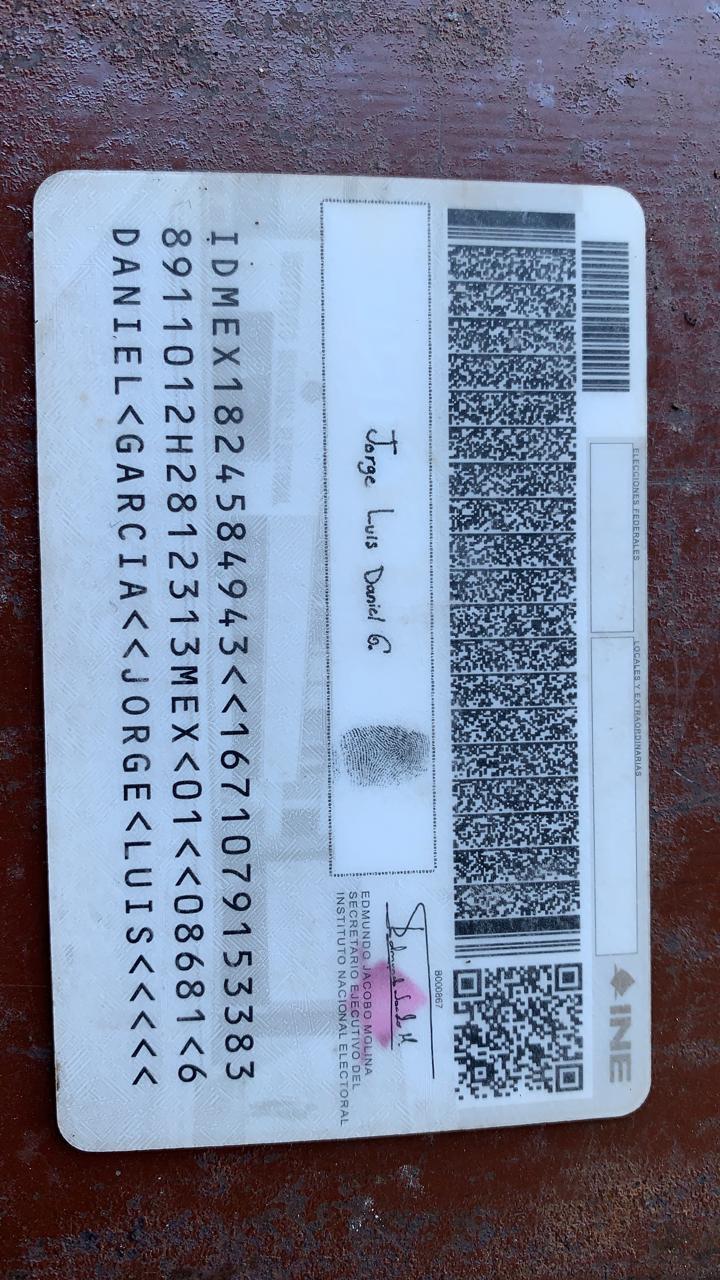 ELECCIONES FEDERALES
LOCALES Y EXTRAORDINARIAS
INE
B000867
Jorge Luis Daniel G.
EDMUNDO JACOBO MOLINA
SECRETARIO EJECUTIVO DEL
INSTITUTO NACIONAL ELECTORAL
IDMEX1824584943<<1671079153383
8911012H2812313MEX<01<<08681<6
DANIEL<GARCIA<<JORGE<LUIS<<<<<